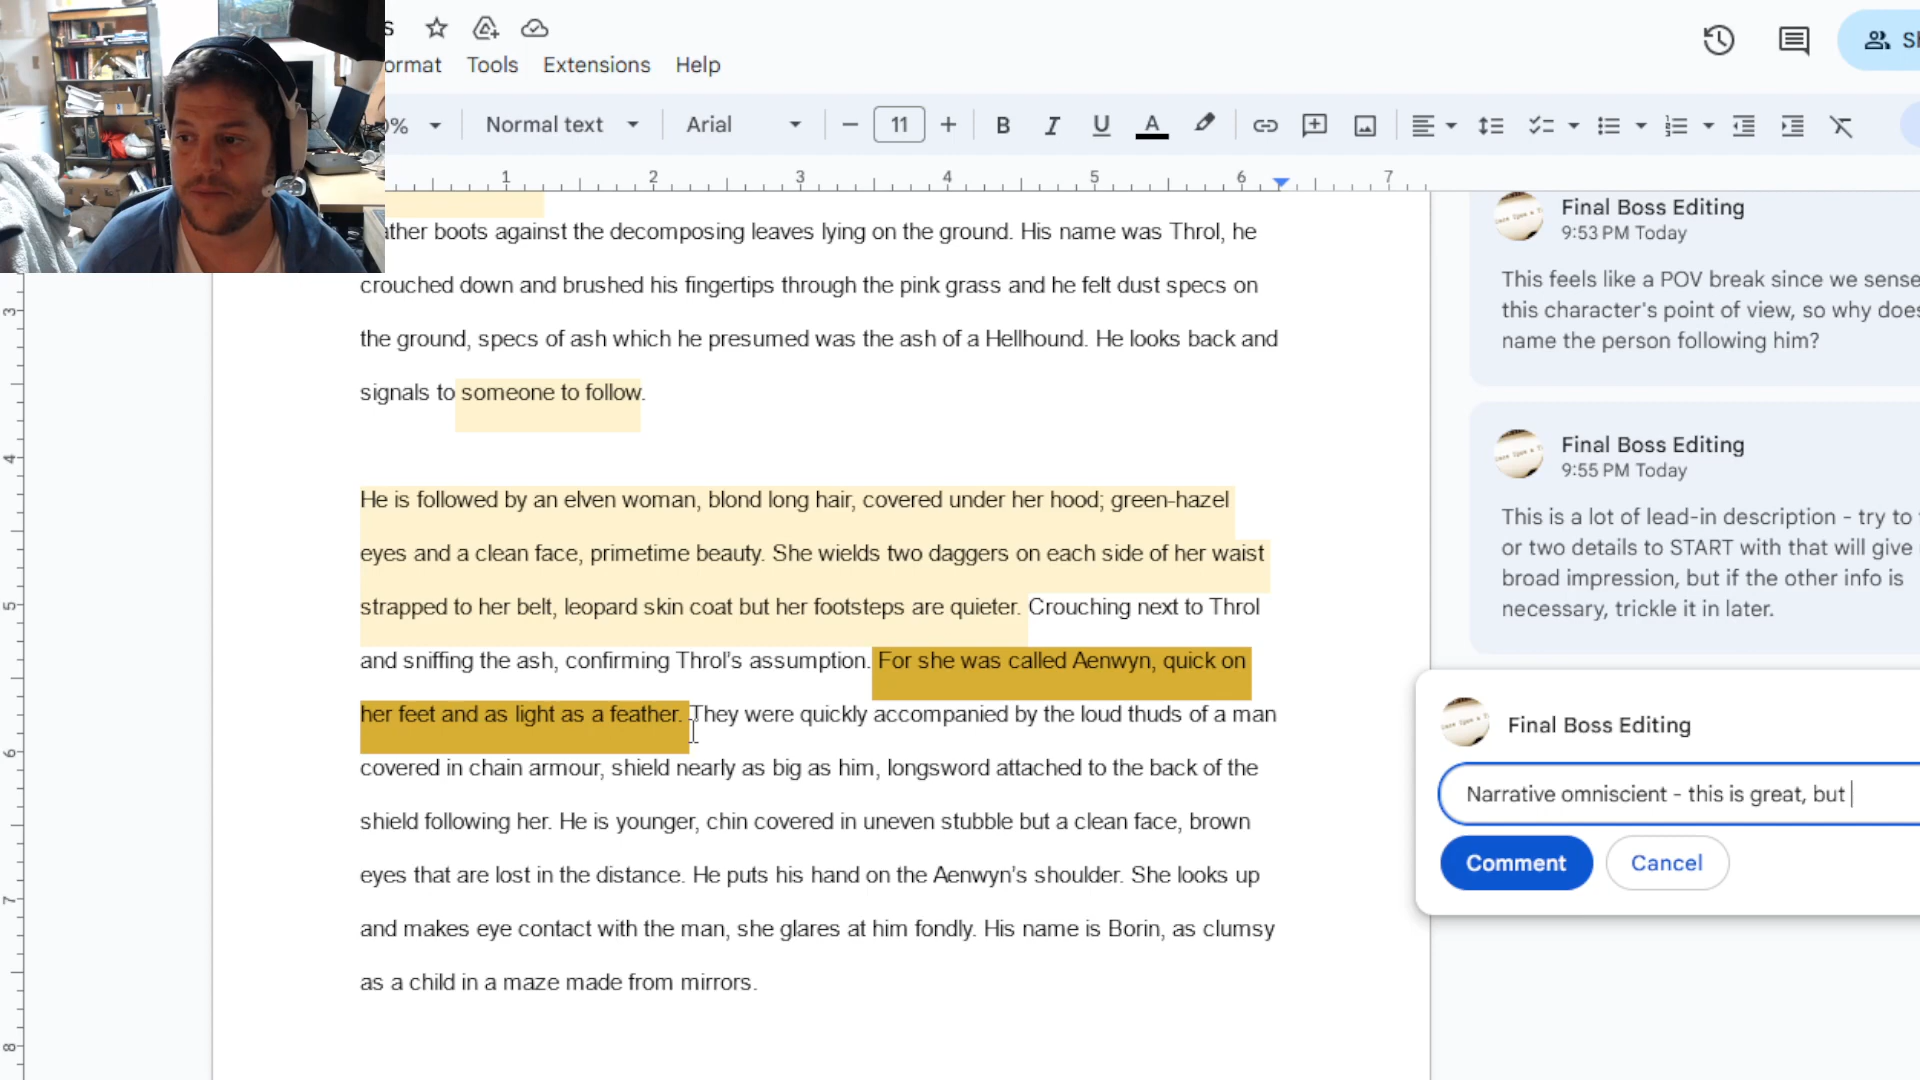 s
ormat Tools Extensions Help
Sh
0% Normal text Arial 11 B I U A
1 2 3 4 5 6 7
3
4
5
6
7
8
ather boots against the decomposing leaves lying on the ground. His name was Throl, he
crouched down and brushed his fingertips through the pink grass and he felt dust specs on
the ground, specs of ash which he presumed was the ash of a Hellhound. He looks back and
signals to someone to follow.
He is followed by an elven woman, blond long hair, covered under her hood; green-hazel
eyes and a clean face, primetime beauty. She wields two daggers on each side of her waist
strapped to her belt, leopard skin coat but her footsteps are quieter. Crouching next to Throl
and sniffing the ash, confirming Throl's assumption. For she was called Aenwyn, quick on
her feet and as light as a feather. They were quickly accompanied by the loud thuds of a man
covered in chain armour, shield nearly as big as him, longsword attached to the back of the
shield following her. He is younger, chin covered in uneven stubble but a clean face, brown
eyes that are lost in the distance. He puts his hand on the Aenwyn's shoulder. She looks up
and makes eye contact with the man, she glares at him fondly. His name is Borin, as clumsy
as a child in a maze made from mirrors.
Final Boss Editing
9:53 PM Today
This feels like a POV break since we sense
this character's point of view, so why does
name the person following him?
Final Boss Editing
9:55 PM Today
This is a lot of lead-in description - try to
or two details to START with that will give
broad impression, but if the other info is
necessary, trickle it in later.
Final Boss Editing
Narrative omniscient - this is great, but
Comment Cancel